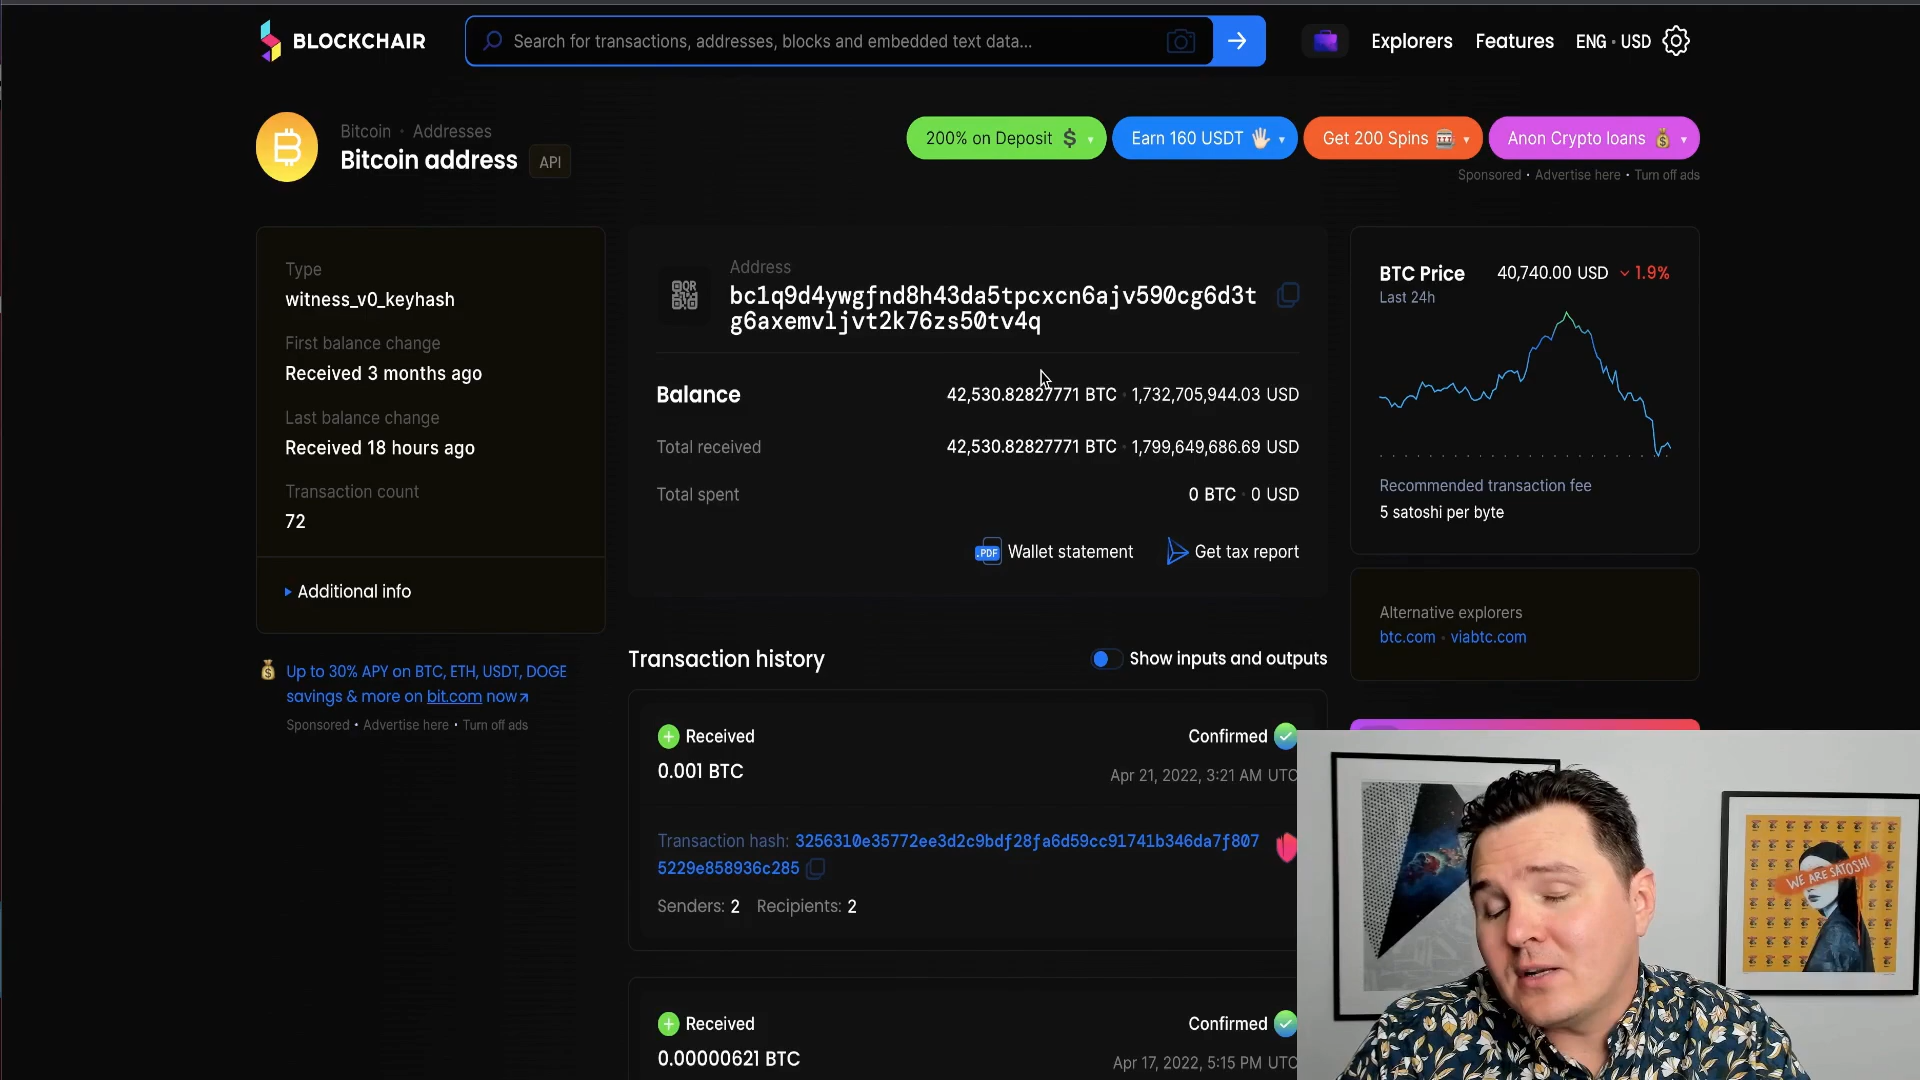 BLOCKCHAIR
Search for transactions, addresses, blocks and embedded text data...
Explorers
Features
ENG · USD
Bitcoin · Addresses
Bitcoin address
API
200% on Deposit
Earn 160 USDT
Get 200 Spins
Anon Crypto loans
Sponsored · Advertise here · Turn off ads
Type
witness_v0_keyhash
First balance change
Received 3 months ago
Last balance change
Received 18 hours ago
Transaction count
72
Additional info
Up to 30% APY on BTC, ETH, USDT, DOGE
savings & more on bit.com now
Sponsored · Advertise here · Turn off ads
QR
Address
bc1q9d4ywgfnd8h43da5tpcxcn6ajv590cg6d3t
g6axemvljvt2k76zs50tv4q
Balance
42,530.82827771 BTC · 1,732,705,944.03 USD
Total received
42,530.82827771 BTC · 1,799,649,686.69 USD
Total spent
0 BTC · 0 USD
.PDF
Wallet statement
Get tax report
Transaction history
Show inputs and outputs
Received
Confirmed
0.001 BTC
Apr 21, 2022, 3:21 AM UTC
Transaction hash: 3256310e35772ee3d2c9bdf28fa6d59cc91741b346da7f807
5229e858936c285
Senders: 2 Recipients: 2
Received
Confirmed
0.00000621 BTC
Apr 17, 2022, 5:15 PM UTC
BTC Price
40,740.00 USD
1.9%
Last 24h
Recommended transaction fee
5 satoshi per byte
Alternative explorers
btc.com · viabtc.com
WE ARE SATOSHI